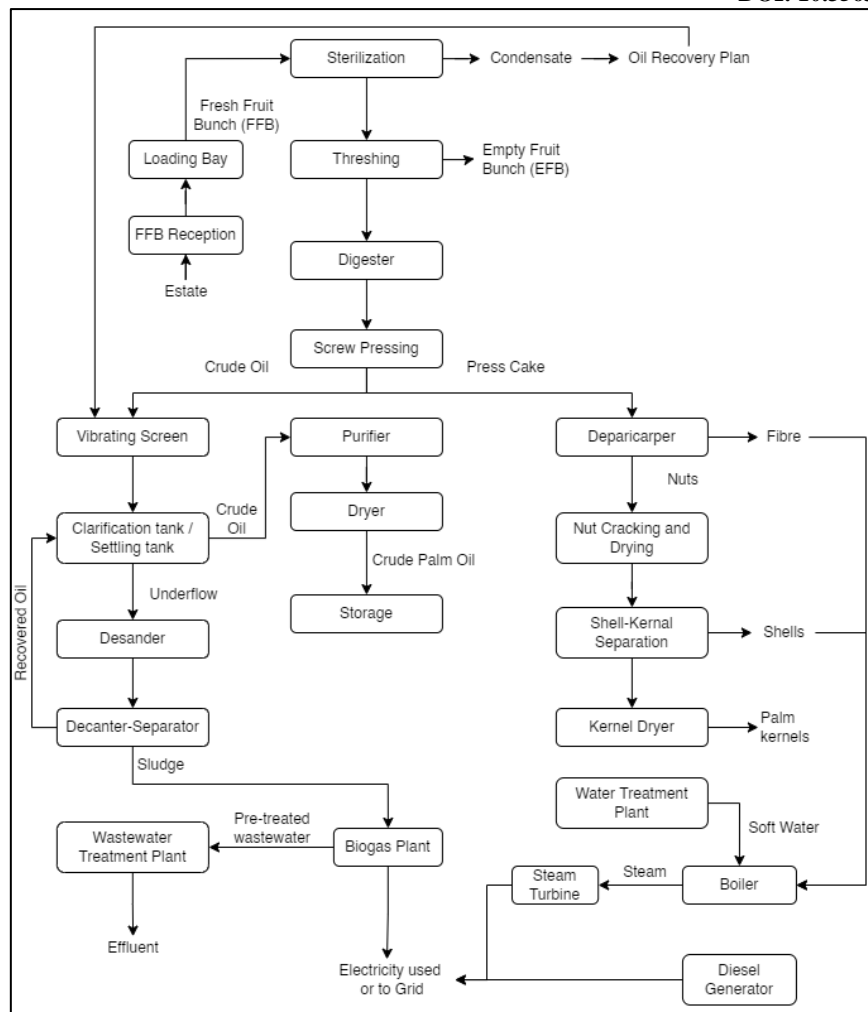 Sterilization
Condensate
Oil Recovery Plan
Fresh Fruit
Bunch (FFB)
Loading Bay
Threshing
Empty Fruit
Bunch (EFB)
FFB Reception
Digester
Estate
Screw Pressing
Crude Oil
Press Cake
Vibrating Screen
Purifier
Deparicarper
Fibre
Nuts
Clarification tank /
Settling tank
Crude
Oil
Dryer
Nut Cracking and
Drying
Crude Palm Oil
Underflow
Recovered Oil
Storage
Desander
Shell-Kernal
Separation
Shells
Decanter-Separator
Kernel Dryer
Palm
kernels
Sludge
Water Treatment
Plant
Soft Water
Pre-treated
wastewater
Wastewater
Treatment Plant
Biogas Plant
Steam
Turbine
Steam
Boiler
Effluent
Electricity used
or to Grid
Diesel
Generator